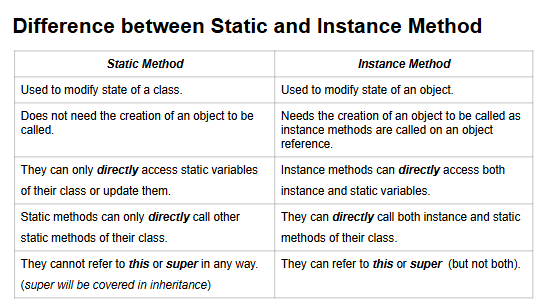 Difference between Static and Instance Method
Static Method
Instance Method
Used to modify state of a class.
Used to modify state of an object.
Does not need the creation of an object to be
called.
Needs the creation of an object to be called as
instance methods are called on an object
reference.
They can only directly access static variables
of their class or update them.
Instance methods can directly access both
instance and static variables.
Static methods can only directly call other
static methods of their class.
They can directly call both instance and static
methods of their class.
They cannot refer to this or super in any way.
(super will be covered in inheritance)
They can refer to this or super (but not both).